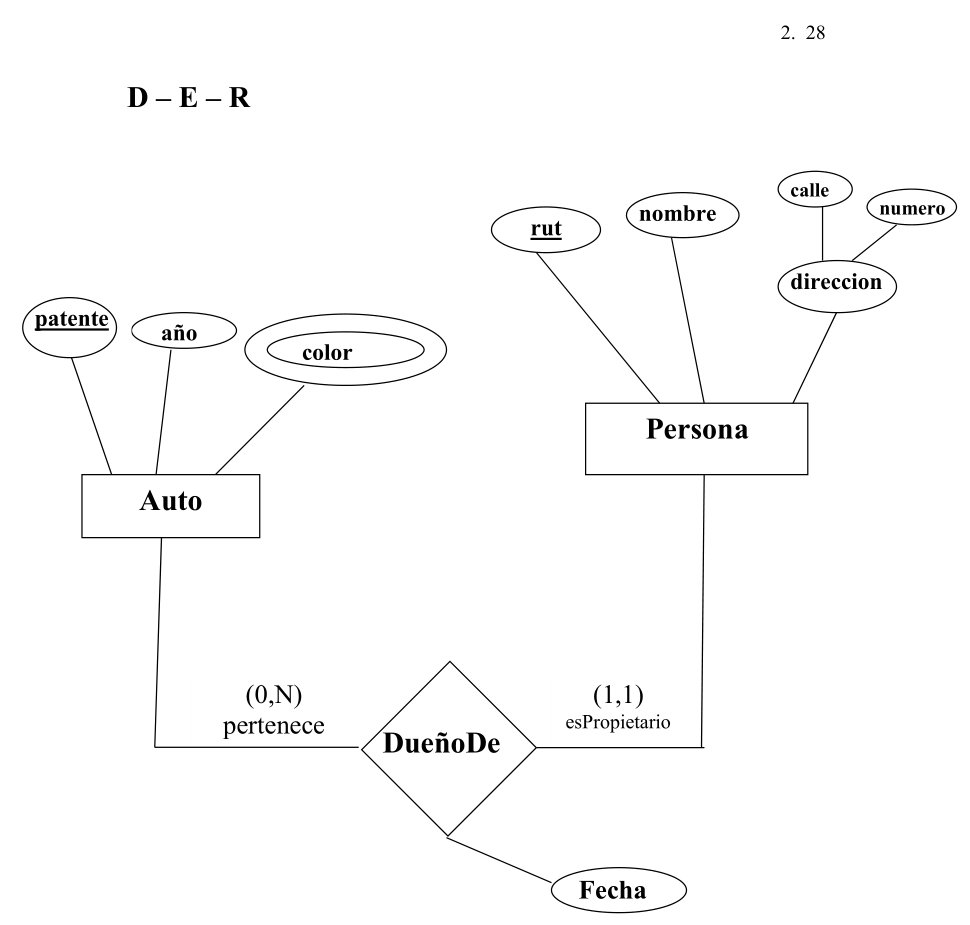 2. 28
D – E – R
calle
numero
rut
nombre
direccion
patente
año
color
Persona
Auto
(0,N)
pertenece
(1,1)
esPropietario
DueñoDe
Fecha